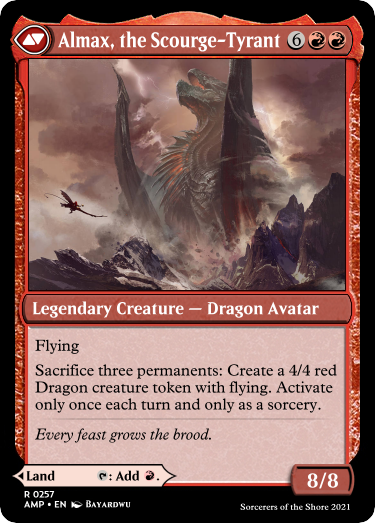 Almax, the Scourge-Tyrant 6
Legendary Creature — Dragon Avatar
Flying
Sacrifice three permanents: Create a 4/4 red
Dragon creature token with flying. Activate
only once each turn and only as a sorcery.
Every feast grows the brood.
Land : Add .
8/8
R 0257
AMP • EN Bayardwu
Sorcerers of the Shore 2021